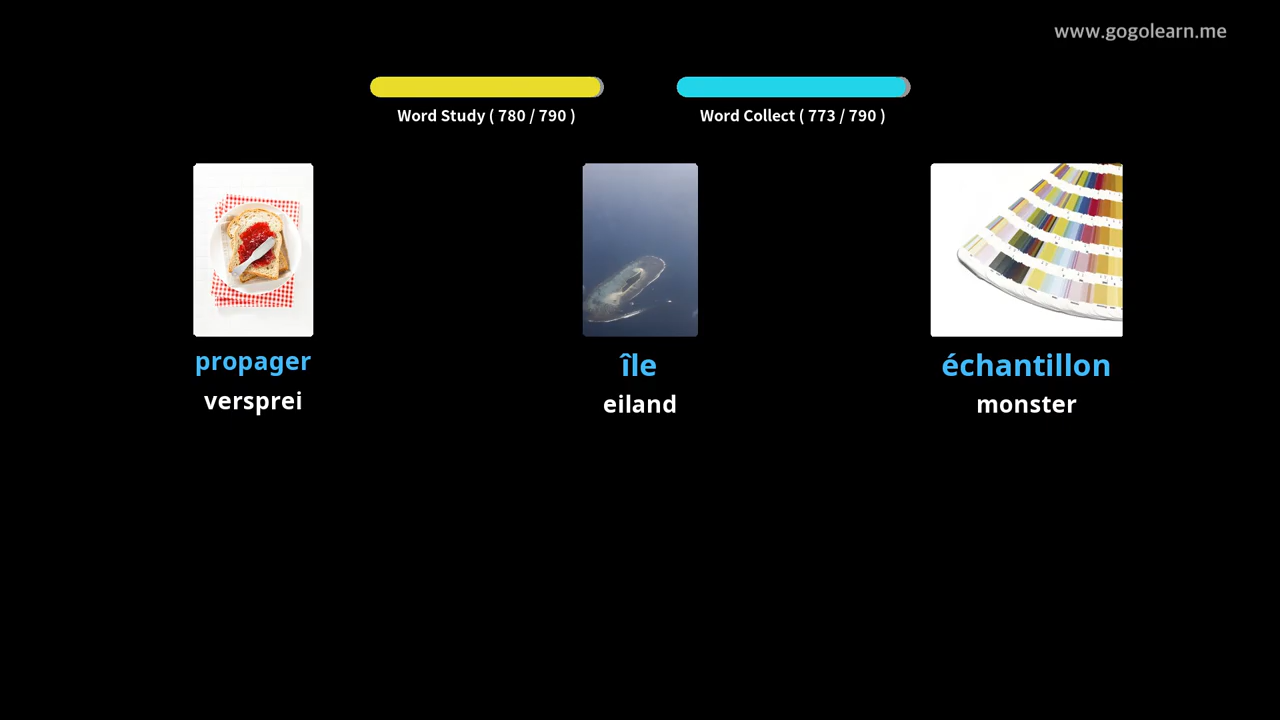 www.gogolearn.me
Word Study ( 780 / 790 )
Word Collect ( 773 / 790 )
propager
versprei
île
eiland
échantillon
monster